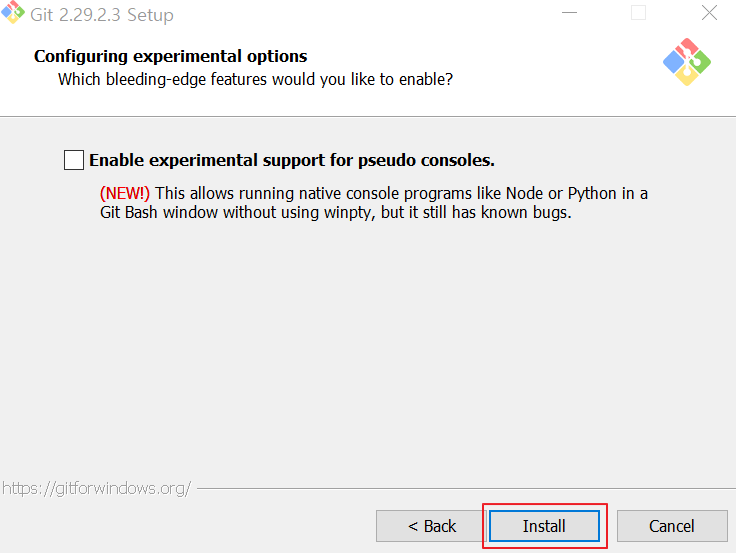 Git 2.29.2.3 Setup
Configuring experimental options
Which bleeding-edge features would you like to enable?
Enable experimental support for pseudo consoles.
(NEW!) This allows running native console programs like Node or Python in a
Git Bash window without using winpty, but it still has known bugs.
https://gitforwindows.org/
< Back Install Cancel